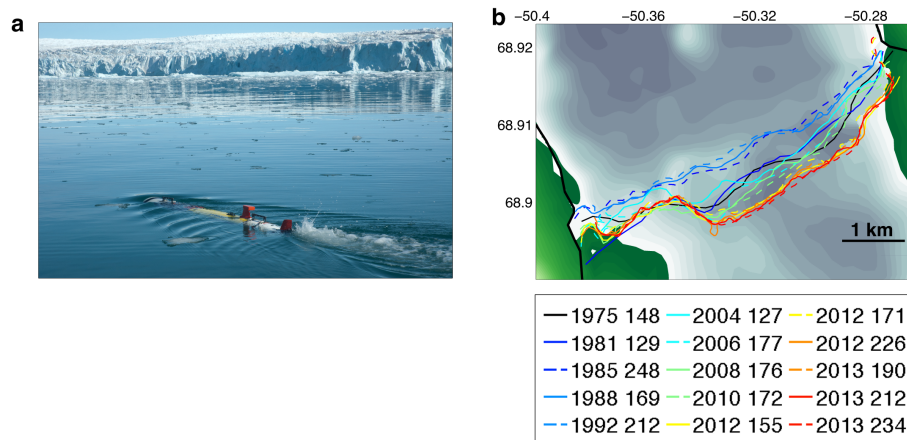 a
b
−50.4 −50.36 −50.32 −50.28
68.92
68.91
68.9
1 km
1975 148 2004 127 2012 171
1981 129 2006 177 2012 226
1985 248 2008 176 2013 190
1988 169 2010 172 2013 212
1992 212 2012 155 2013 234